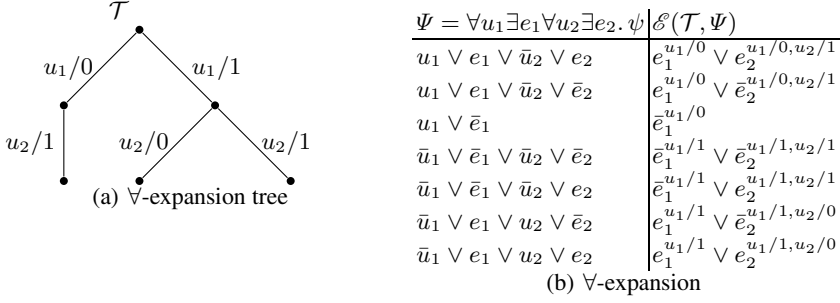 𝒯
u₁/0 u₁/1
u₂/1 u₂/0 u₂/1
(a) ∀-expansion tree
Ψ = ∀u₁∃e₁∀u₂∃e₂. ψ | ℰ(𝒯, Ψ)
u₁ ∨ e₁ ∨ ū₂ ∨ e₂ | e₁^{u₁/0} ∨ e₂^{u₁/0,u₂/1}
u₁ ∨ e₁ ∨ ū₂ ∨ ē₂ | e₁^{u₁/0} ∨ ē₂^{u₁/0,u₂/1}
u₁ ∨ ē₁ | ē₁^{u₁/0}
ū₁ ∨ ē₁ ∨ ū₂ ∨ ē₂ | ē₁^{u₁/1} ∨ ē₂^{u₁/1,u₂/1}
ū₁ ∨ ē₁ ∨ ū₂ ∨ e₂ | ē₁^{u₁/1} ∨ e₂^{u₁/1,u₂/1}
ū₁ ∨ e₁ ∨ u₂ ∨ ē₂ | e₁^{u₁/1} ∨ ē₂^{u₁/1,u₂/0}
ū₁ ∨ e₁ ∨ u₂ ∨ e₂ | e₁^{u₁/1} ∨ e₂^{u₁/1,u₂/0}
(b) ∀-expansion